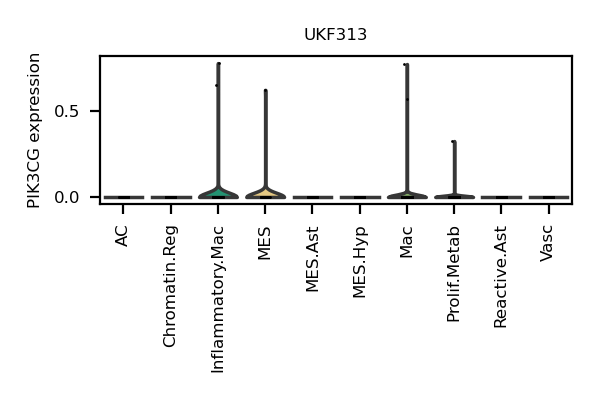 UKF313
PIK3CG expression
0.5
0.0
AC
Chromatin.Reg
Inflammatory.Mac
MES
MES.Ast
MES.Hyp
Mac
Prolif.Metab
Reactive.Ast
Vasc